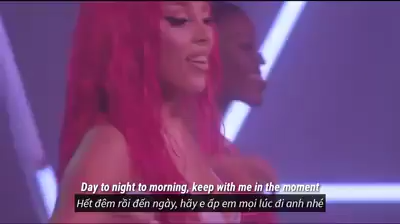 Day to night to morning, keep with me in the moment
Hết đêm rồi đến ngày, hãy e ấp em mọi lúc đi anh nhé